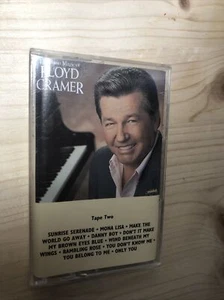 FLOYD
CRAMER
Tape Two
SUNRISE SERENADE • MONA LISA • MAKE THE
WORLD GO AWAY • DANNY BOY • DON'T IT MAKE
MY BROWN EYES BLUE • WIND BENEATH MY
WINGS • RAMBLING ROSE • YOU DON'T KNOW ME •
YOU BELONG TO ME • ONLY YOU